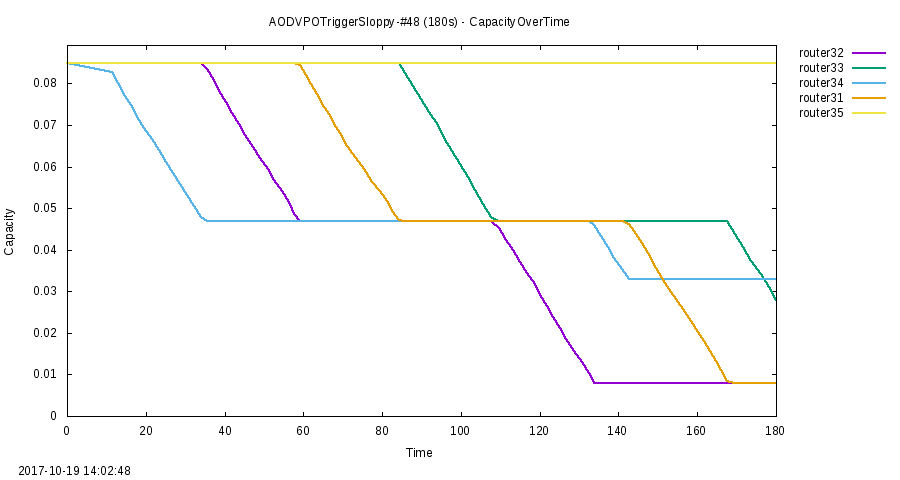 AODVPOTriggerSloppy-#48 (180s) - CapacityOverTime
router32
router33
router34
router31
router35
0.08
0.07
0.06
0.05
0.04
0.03
0.02
0.01
0
Capacity
0 20 40 60 80 100 120 140 160 180
Time
2017-10-19 14:02:48